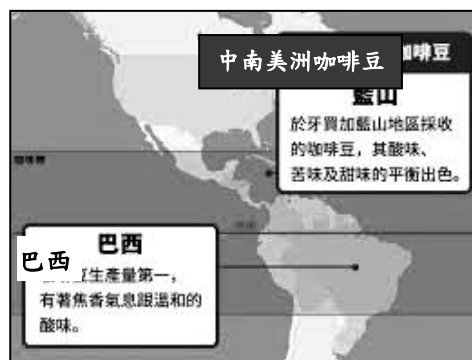 中南美洲咖啡豆
咖啡豆
藍山
於牙買加藍山地區採收
的咖啡豆，其酸味、
苦味及甜味的平衡出色。
巴西
巴西
豆生產量第一，
有著焦香氣息跟溫和的
酸味。